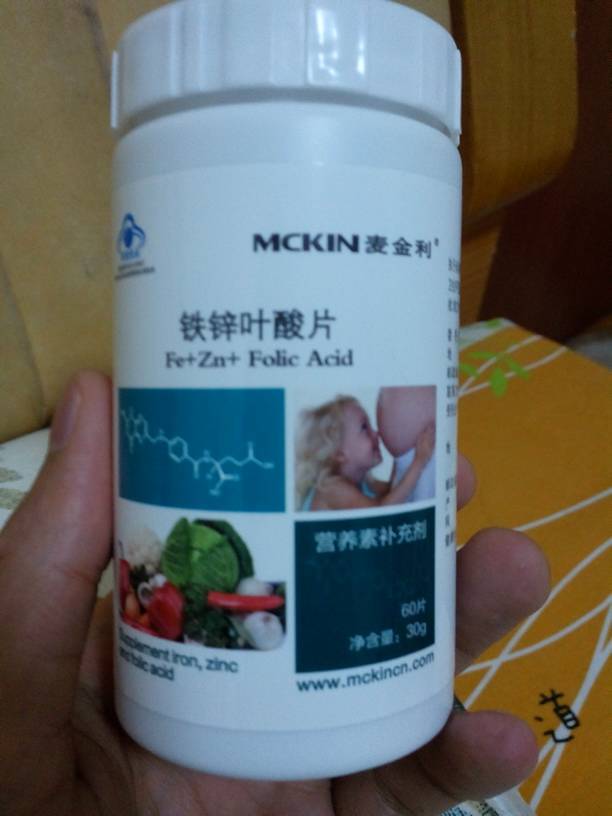 MCKIN 麦金利®
铁锌叶酸片
Fe+Zn+ Folic Acid
营养素补充剂
60片
净含量：30g
Supplement iron, zinc
and folic acid
www.mckincn.com